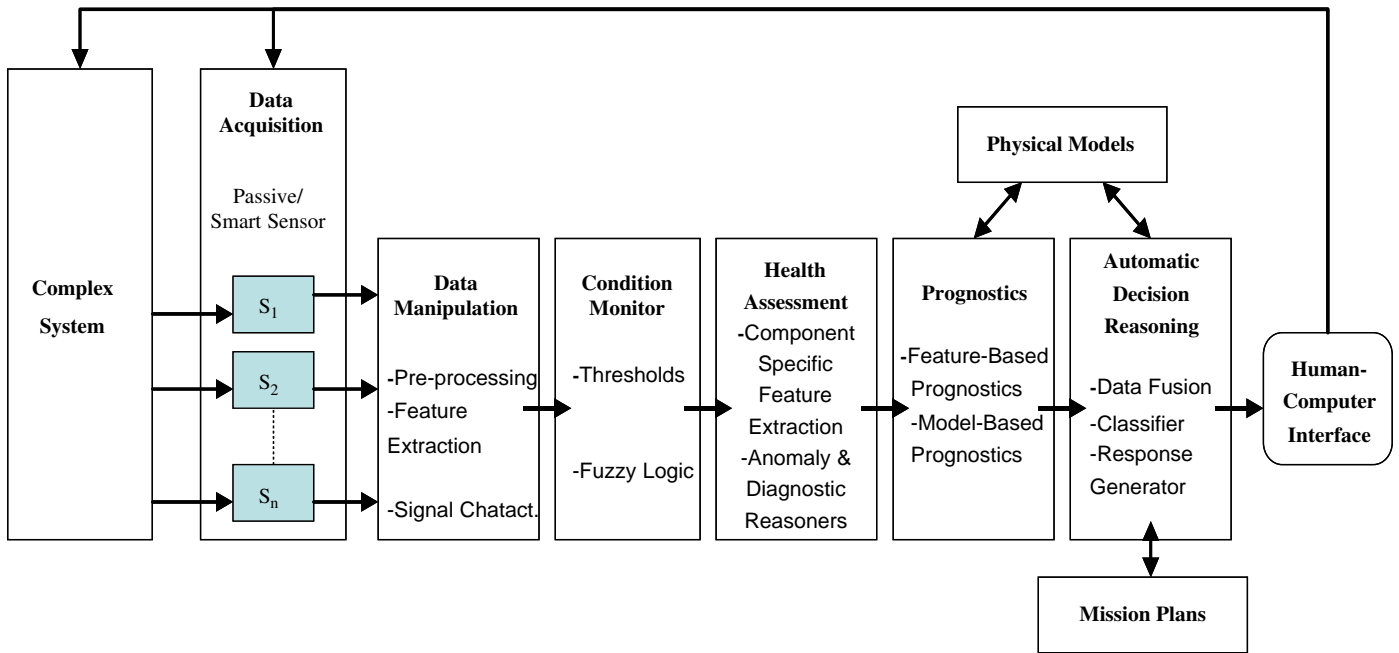 Complex
System
Data
Acquisition
Passive/
Smart Sensor
S1
S2
Sn
Data
Manipulation
-Pre-processing
-Feature
Extraction
-Signal Chatact.
Condition
Monitor
-Thresholds
-Fuzzy Logic
Health
Assessment
-Component
Specific
Feature
Extraction
-Anomaly &
Diagnostic
Reasoners
Physical Models
Prognostics
-Feature-Based
Prognostics
-Model-Based
Prognostics
Automatic
Decision
Reasoning
-Data Fusion
-Classifier
-Response
Generator
Mission Plans
Human-
Computer
Interface